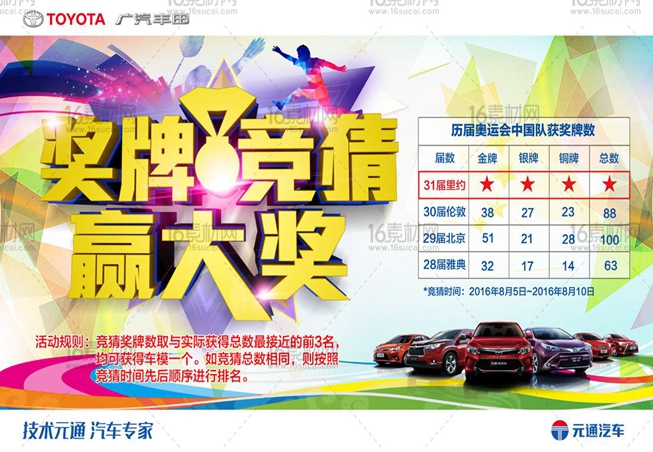 TOYOTA 广汽丰田
奖牌竞猜
赢大奖
历届奥运会中国队获奖牌数
届数 金牌 银牌 铜牌 总数
31届里约 ★ ★ ★ ★
30届伦敦 38 27 23 88
29届北京 51 21 28 100
28届雅典 32 17 14 63
*竞猜时间：2016年8月5日~2016年8月10日
活动规则：竞猜奖牌数取与实际获得总数最接近的前3名，
均可获得车模一个。如竞猜总数相同，则按照
竞猜时间先后顺序进行排名。
技术元通 汽车专家
元通汽车
16素材网
www.16sucai.com